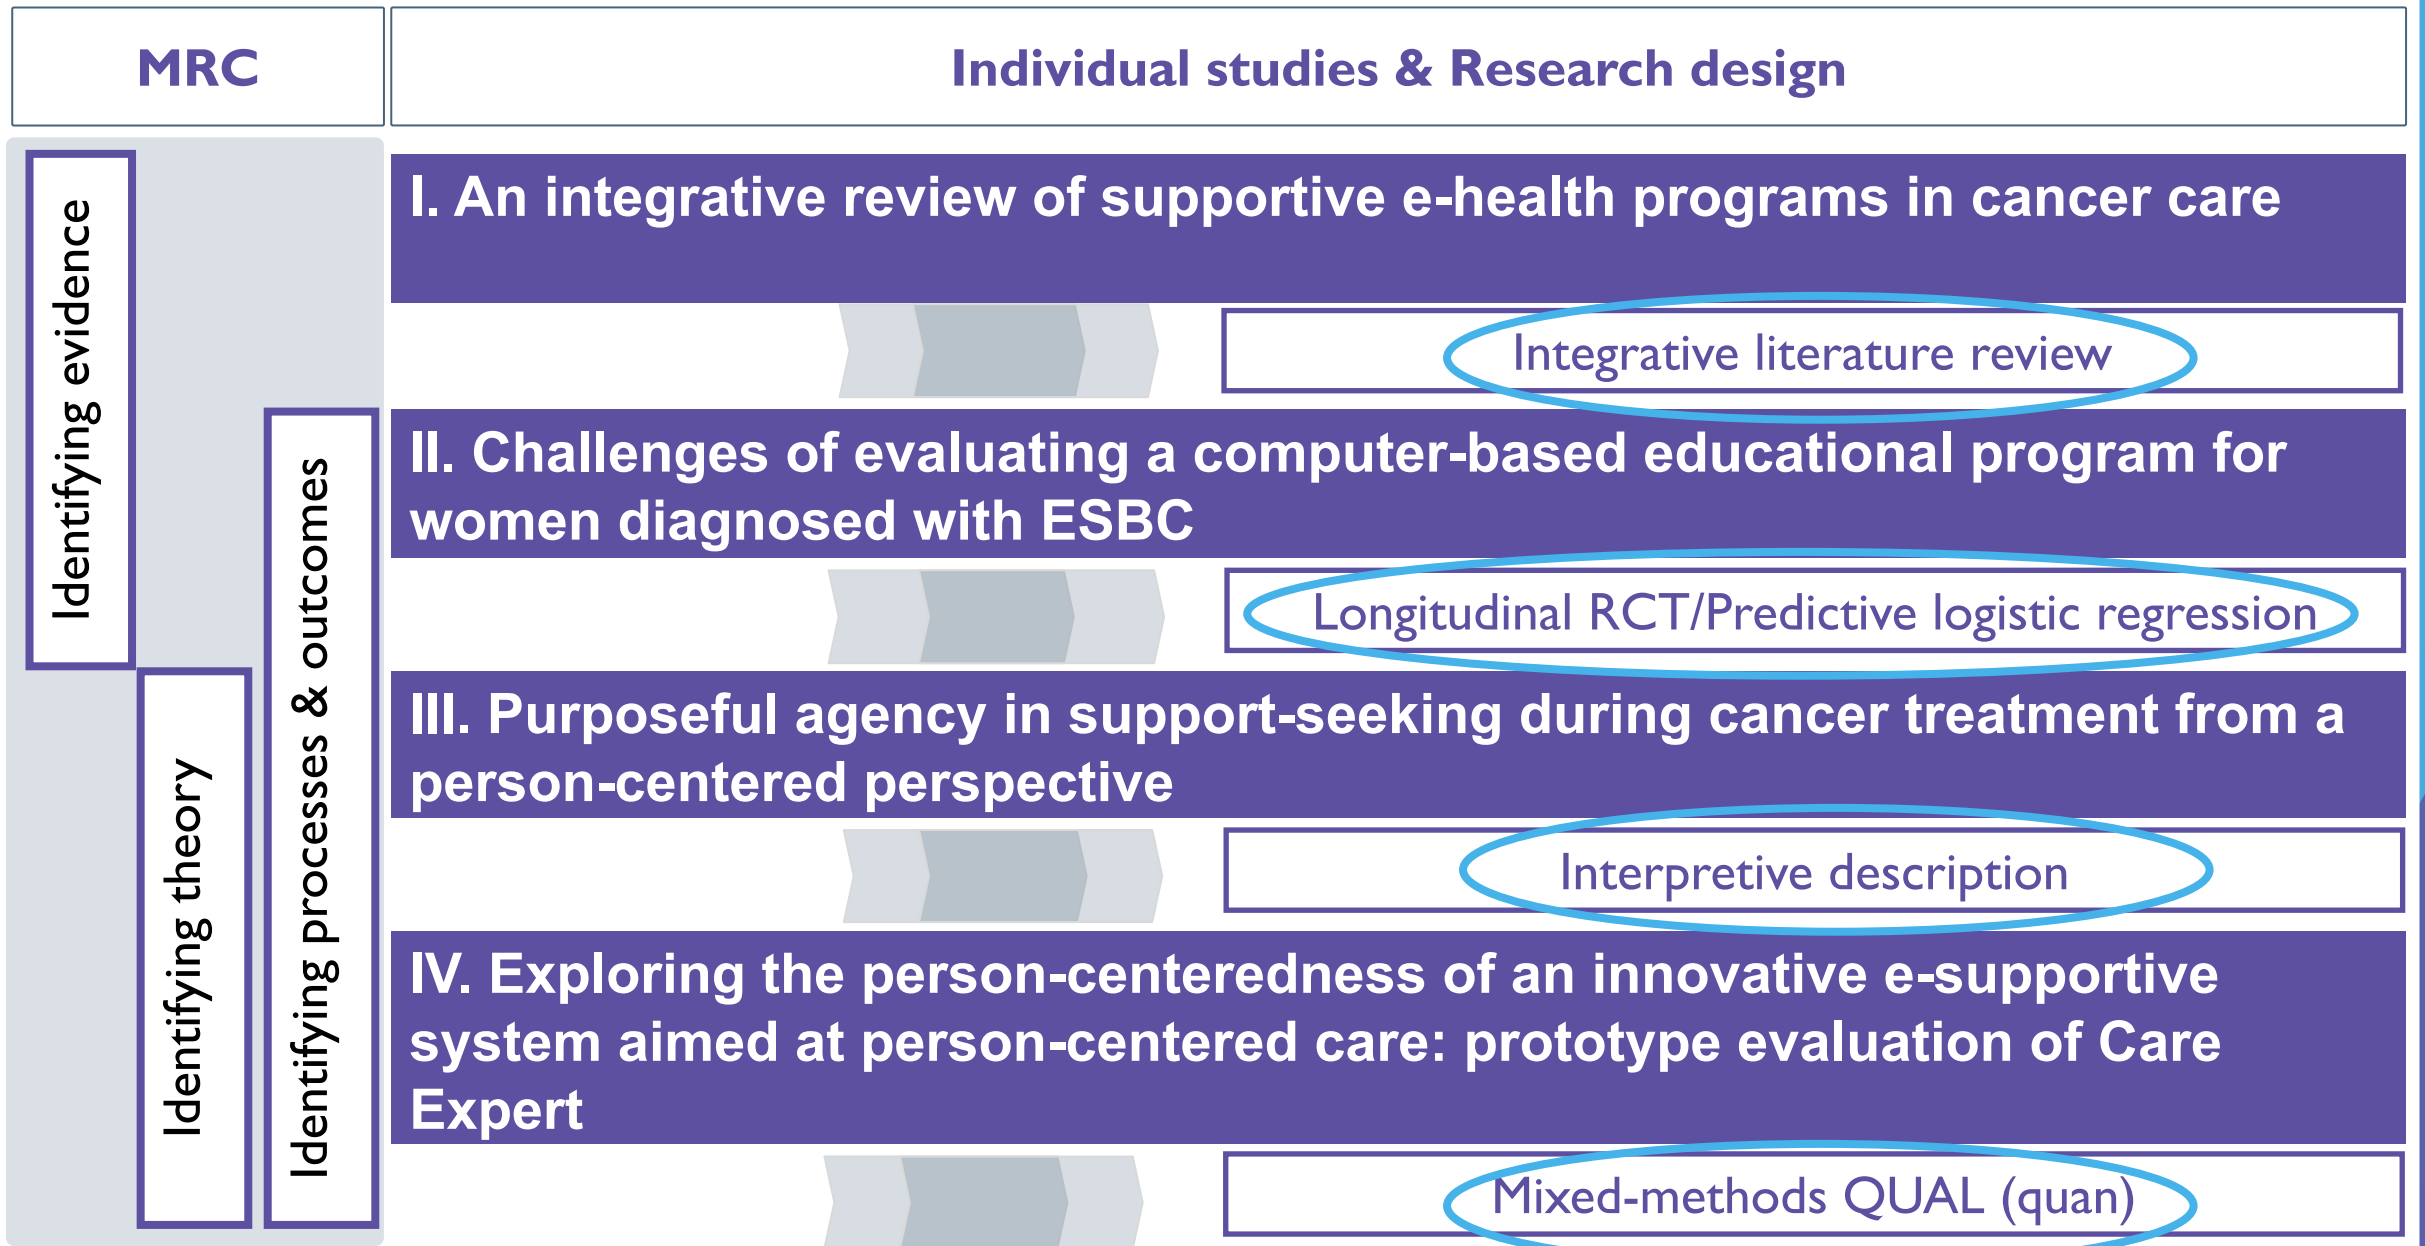 MRC
Individual studies & Research design
Identifying evidence
Identifying theory
Identifying processes & outcomes
I. An integrative review of supportive e-health programs in cancer care
Integrative literature review
II. Challenges of evaluating a computer-based educational program for
women diagnosed with ESBC
Longitudinal RCT/Predictive logistic regression
III. Purposeful agency in support-seeking during cancer treatment from a
person-centered perspective
Interpretive description
IV. Exploring the person-centeredness of an innovative e-supportive
system aimed at person-centered care: prototype evaluation of Care
Expert
Mixed-methods QUAL (quan)